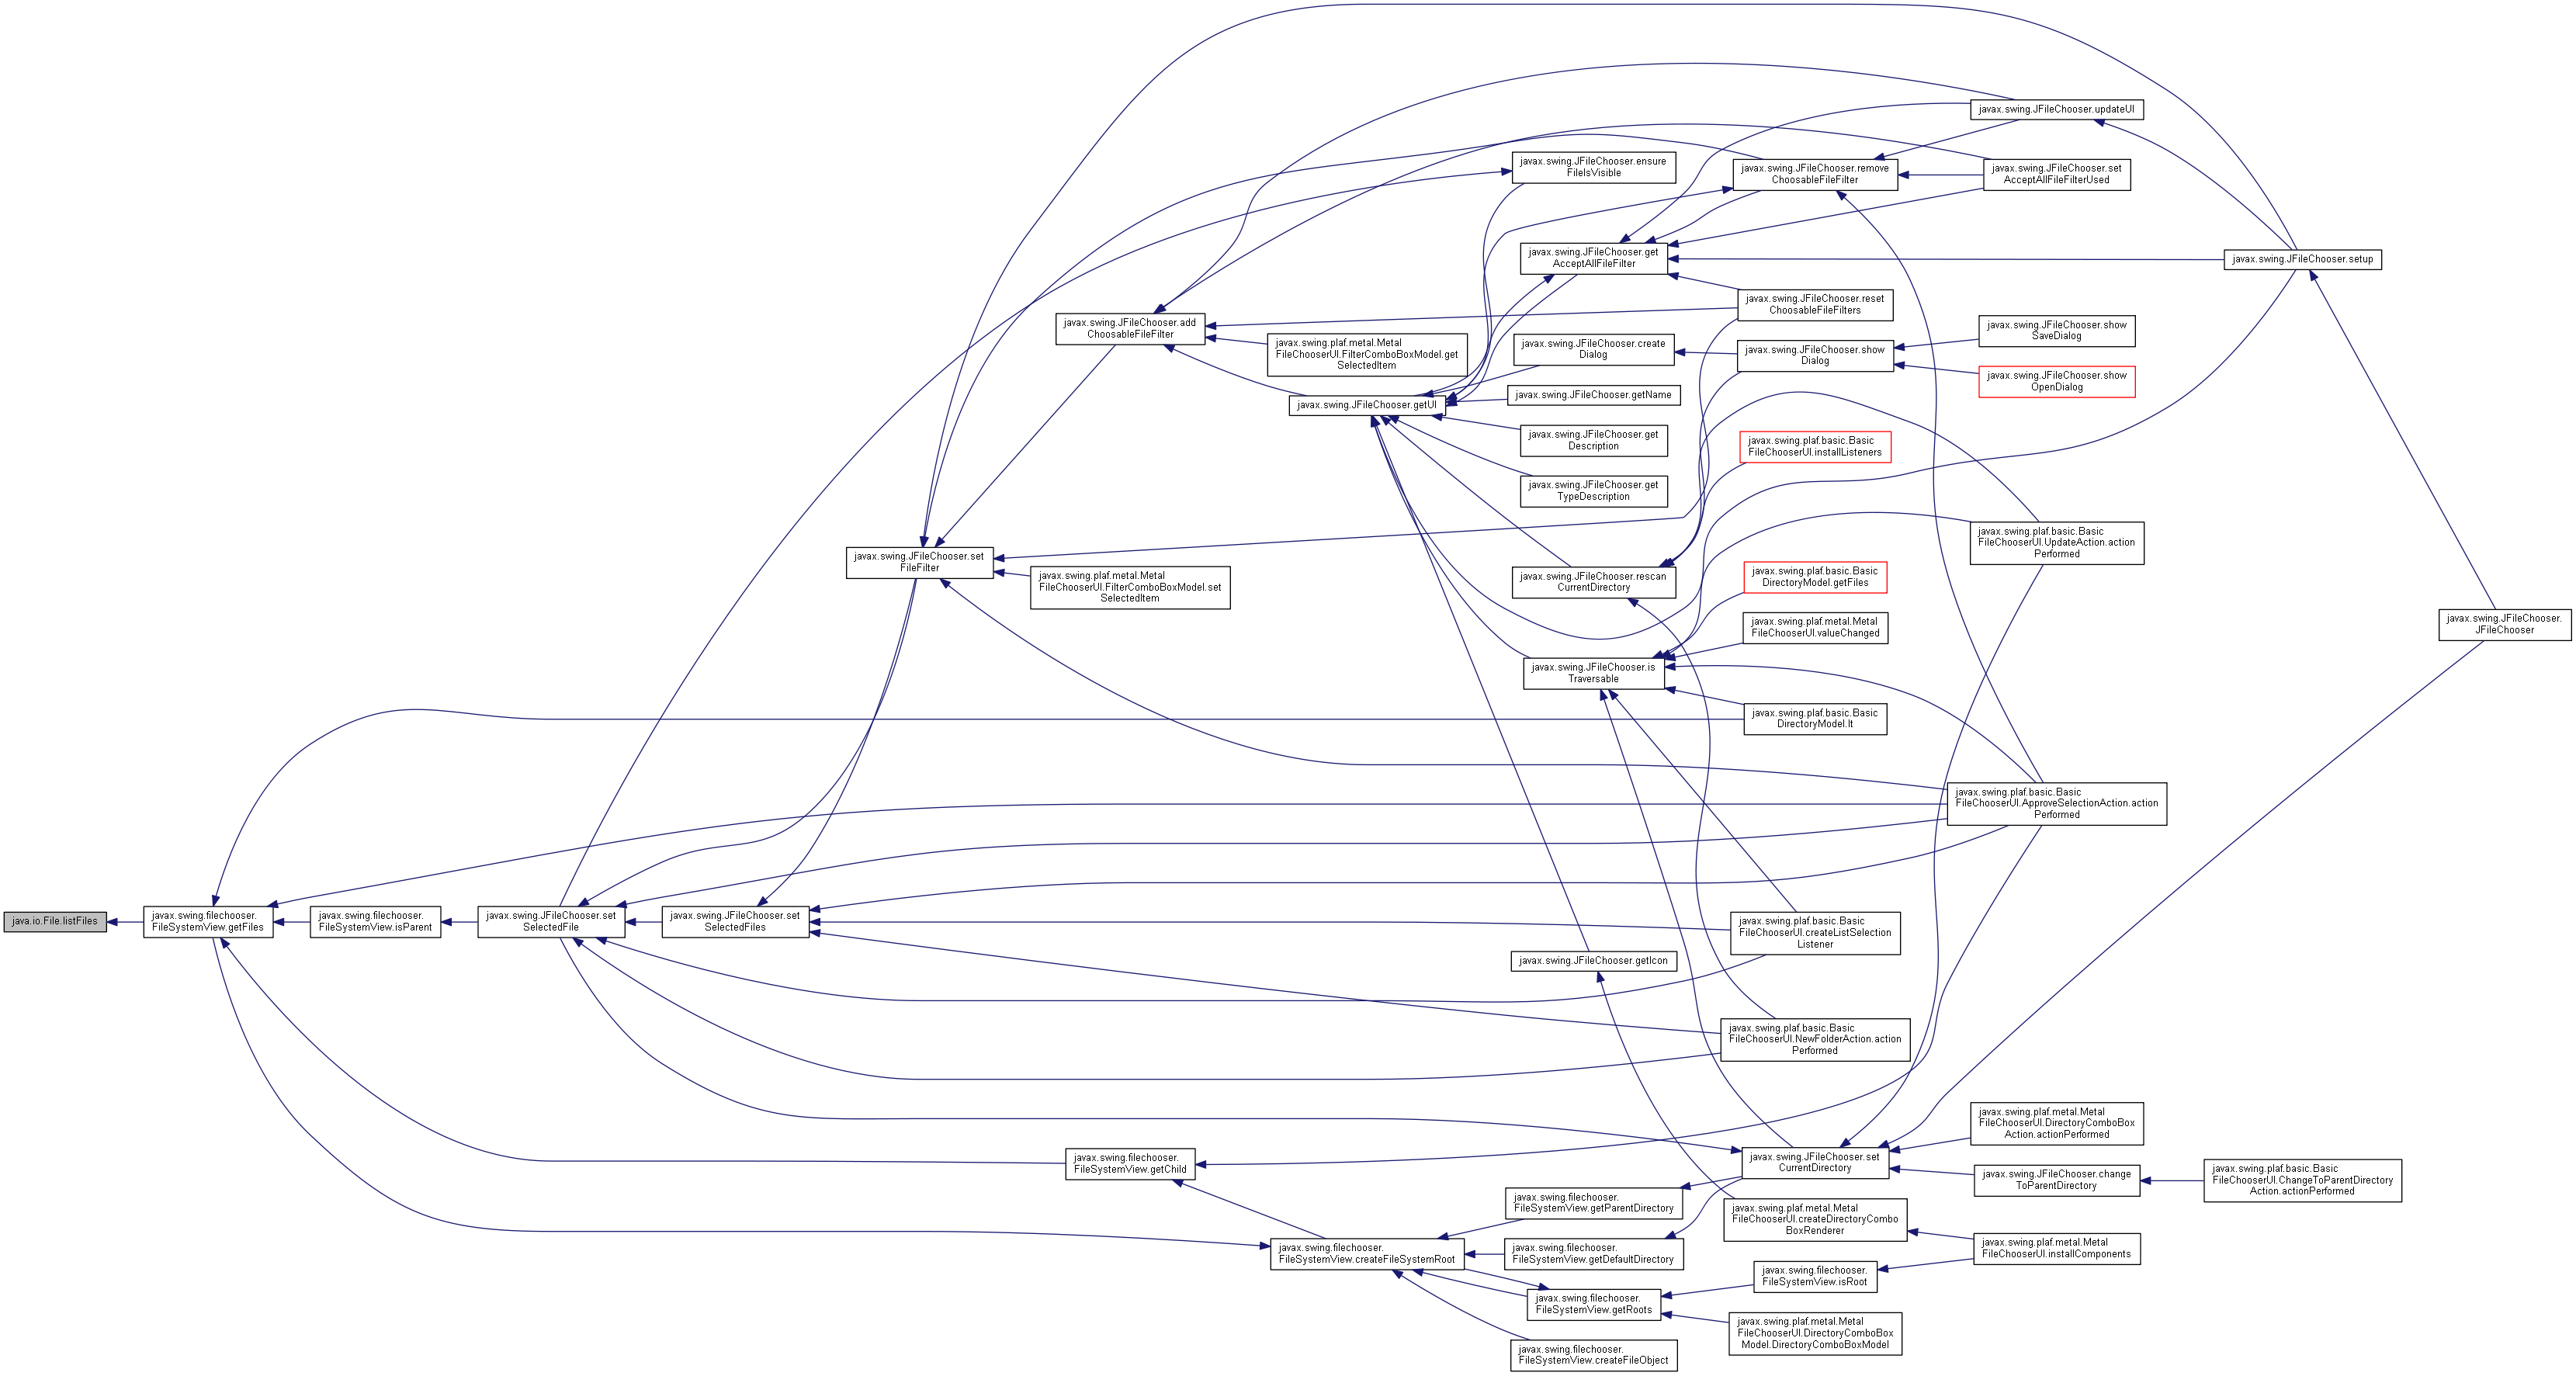 java.io.File.listFiles
javax.swing.filechooser.
FileSystemView.getFiles
javax.swing.filechooser.
FileSystemView.isParent
javax.swing.JFileChooser.set
SelectedFile
javax.swing.JFileChooser.set
SelectedFiles
javax.swing.JFileChooser.set
FileFilter
javax.swing.plaf.metal.Metal
FileChooserUI.FilterComboBoxModel.set
SelectedItem
javax.swing.JFileChooser.add
ChoosableFileFilter
javax.swing.plaf.metal.Metal
FileChooserUI.FilterComboBoxModel.get
SelectedItem
javax.swing.JFileChooser.getUI
javax.swing.filechooser.
FileSystemView.getChild
javax.swing.filechooser.
FileSystemView.createFileSystemRoot
javax.swing.JFileChooser.ensure
FileIsVisible
javax.swing.JFileChooser.get
AcceptAllFileFilter
javax.swing.JFileChooser.create
Dialog
javax.swing.JFileChooser.getName
javax.swing.JFileChooser.get
Description
javax.swing.JFileChooser.get
TypeDescription
javax.swing.JFileChooser.rescan
CurrentDirectory
javax.swing.JFileChooser.is
Traversable
javax.swing.JFileChooser.getIcon
javax.swing.filechooser.
FileSystemView.getParentDirectory
javax.swing.filechooser.
FileSystemView.getDefaultDirectory
javax.swing.filechooser.
FileSystemView.getRoots
javax.swing.filechooser.
FileSystemView.createFileObject
javax.swing.JFileChooser.remove
ChoosableFileFilter
javax.swing.JFileChooser.reset
ChoosableFileFilters
javax.swing.JFileChooser.show
Dialog
javax.swing.plaf.basic.Basic
FileChooserUI.installListeners
javax.swing.plaf.basic.Basic
DirectoryModel.getFiles
javax.swing.plaf.metal.Metal
FileChooserUI.valueChanged
javax.swing.plaf.basic.Basic
DirectoryModel.lt
javax.swing.plaf.basic.Basic
FileChooserUI.createListSelection
Listener
javax.swing.plaf.basic.Basic
FileChooserUI.NewFolderAction.action
Performed
javax.swing.JFileChooser.set
CurrentDirectory
javax.swing.plaf.metal.Metal
FileChooserUI.createDirectoryCombo
BoxRenderer
javax.swing.filechooser.
FileSystemView.isRoot
javax.swing.plaf.metal.Metal
FileChooserUI.DirectoryComboBox
Model.DirectoryComboBoxModel
javax.swing.JFileChooser.updateUI
javax.swing.JFileChooser.set
AcceptAllFileFilterUsed
javax.swing.JFileChooser.show
SaveDialog
javax.swing.JFileChooser.show
OpenDialog
javax.swing.plaf.basic.Basic
FileChooserUI.UpdateAction.action
Performed
javax.swing.plaf.basic.Basic
FileChooserUI.ApproveSelectionAction.action
Performed
javax.swing.plaf.metal.Metal
FileChooserUI.DirectoryComboBox
Action.actionPerformed
javax.swing.JFileChooser.change
ToParentDirectory
javax.swing.plaf.metal.Metal
FileChooserUI.installComponents
javax.swing.JFileChooser.setup
javax.swing.plaf.basic.Basic
FileChooserUI.ChangeToParentDirectory
Action.actionPerformed
javax.swing.JFileChooser.
JFileChooser